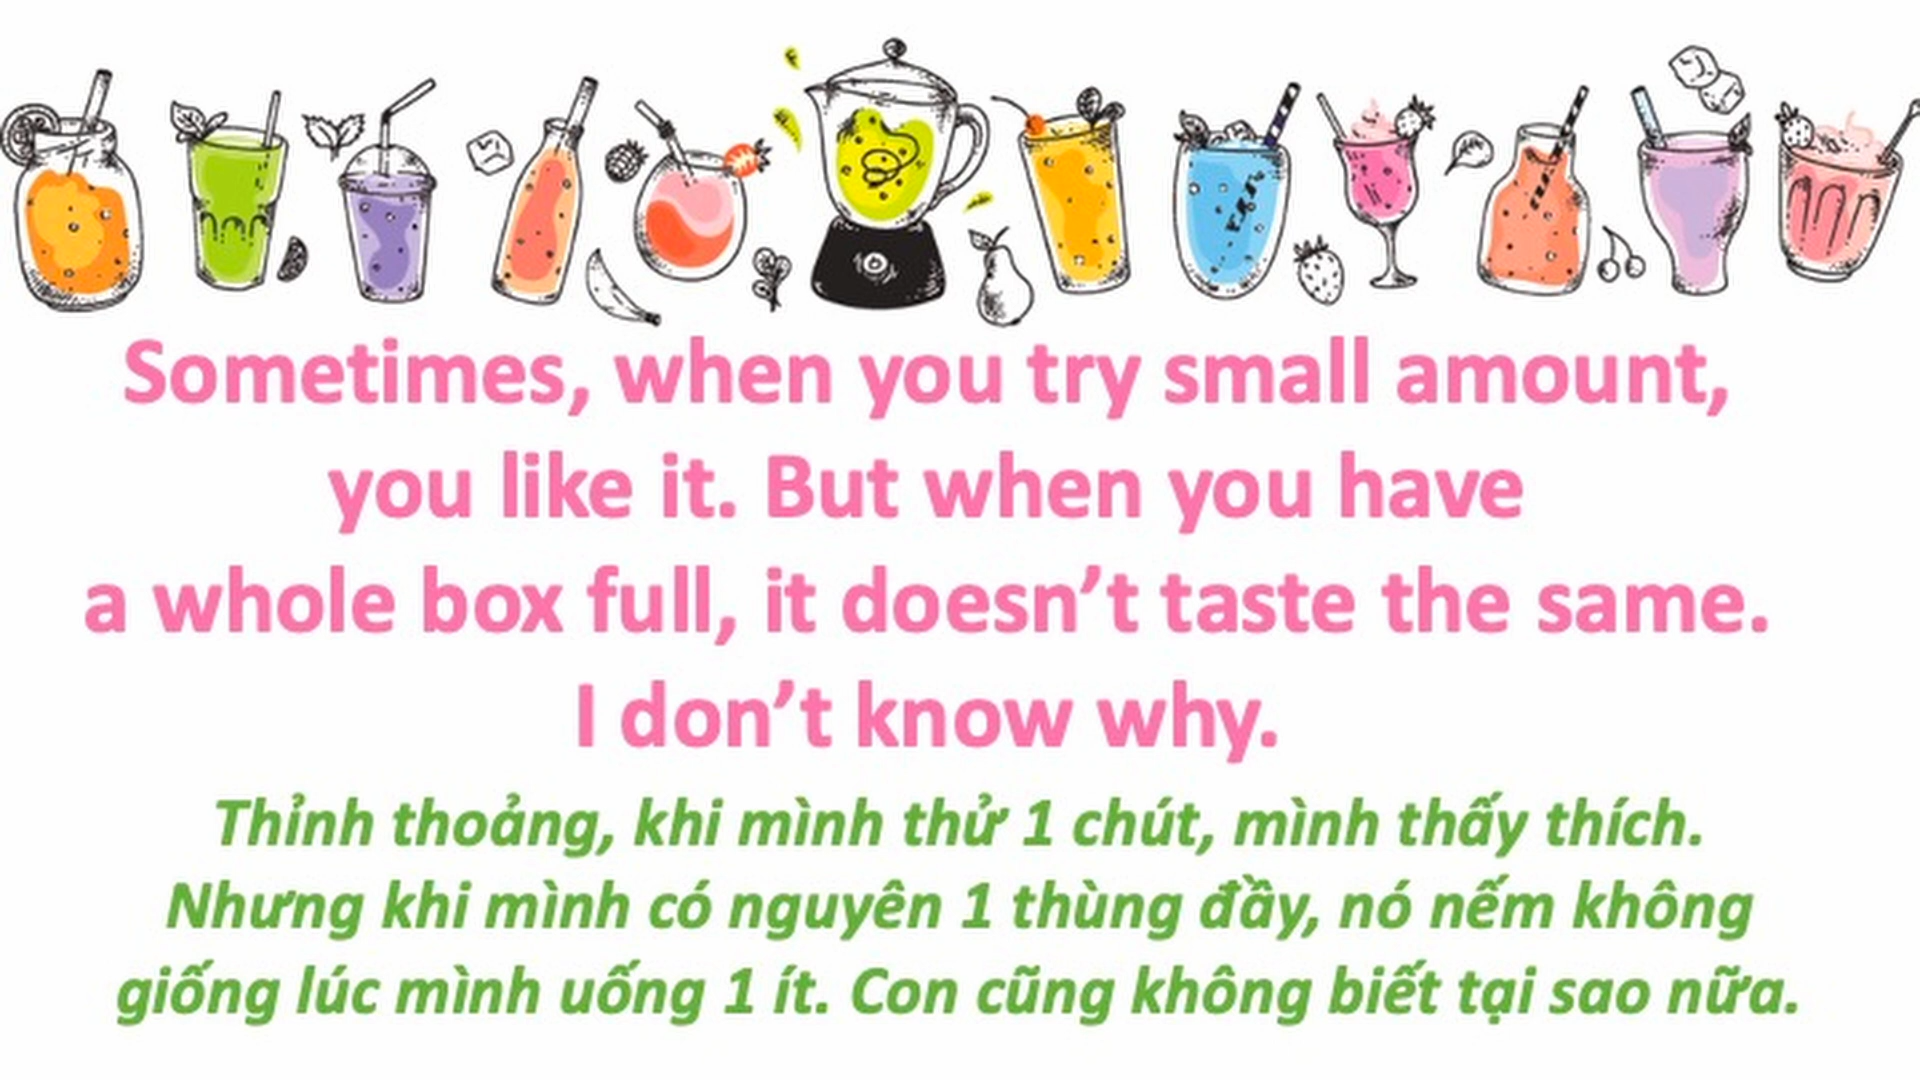 Sometimes, when you try small amount,
you like it. But when you have
a whole box full, it doesn’t taste the same.
I don’t know why.
Thỉnh thoảng, khi mình thử 1 chút, mình thấy thích.
Nhưng khi mình có nguyên 1 thùng đầy, nó nếm không
giống lúc mình uống 1 ít. Con cũng không biết tại sao nữa.